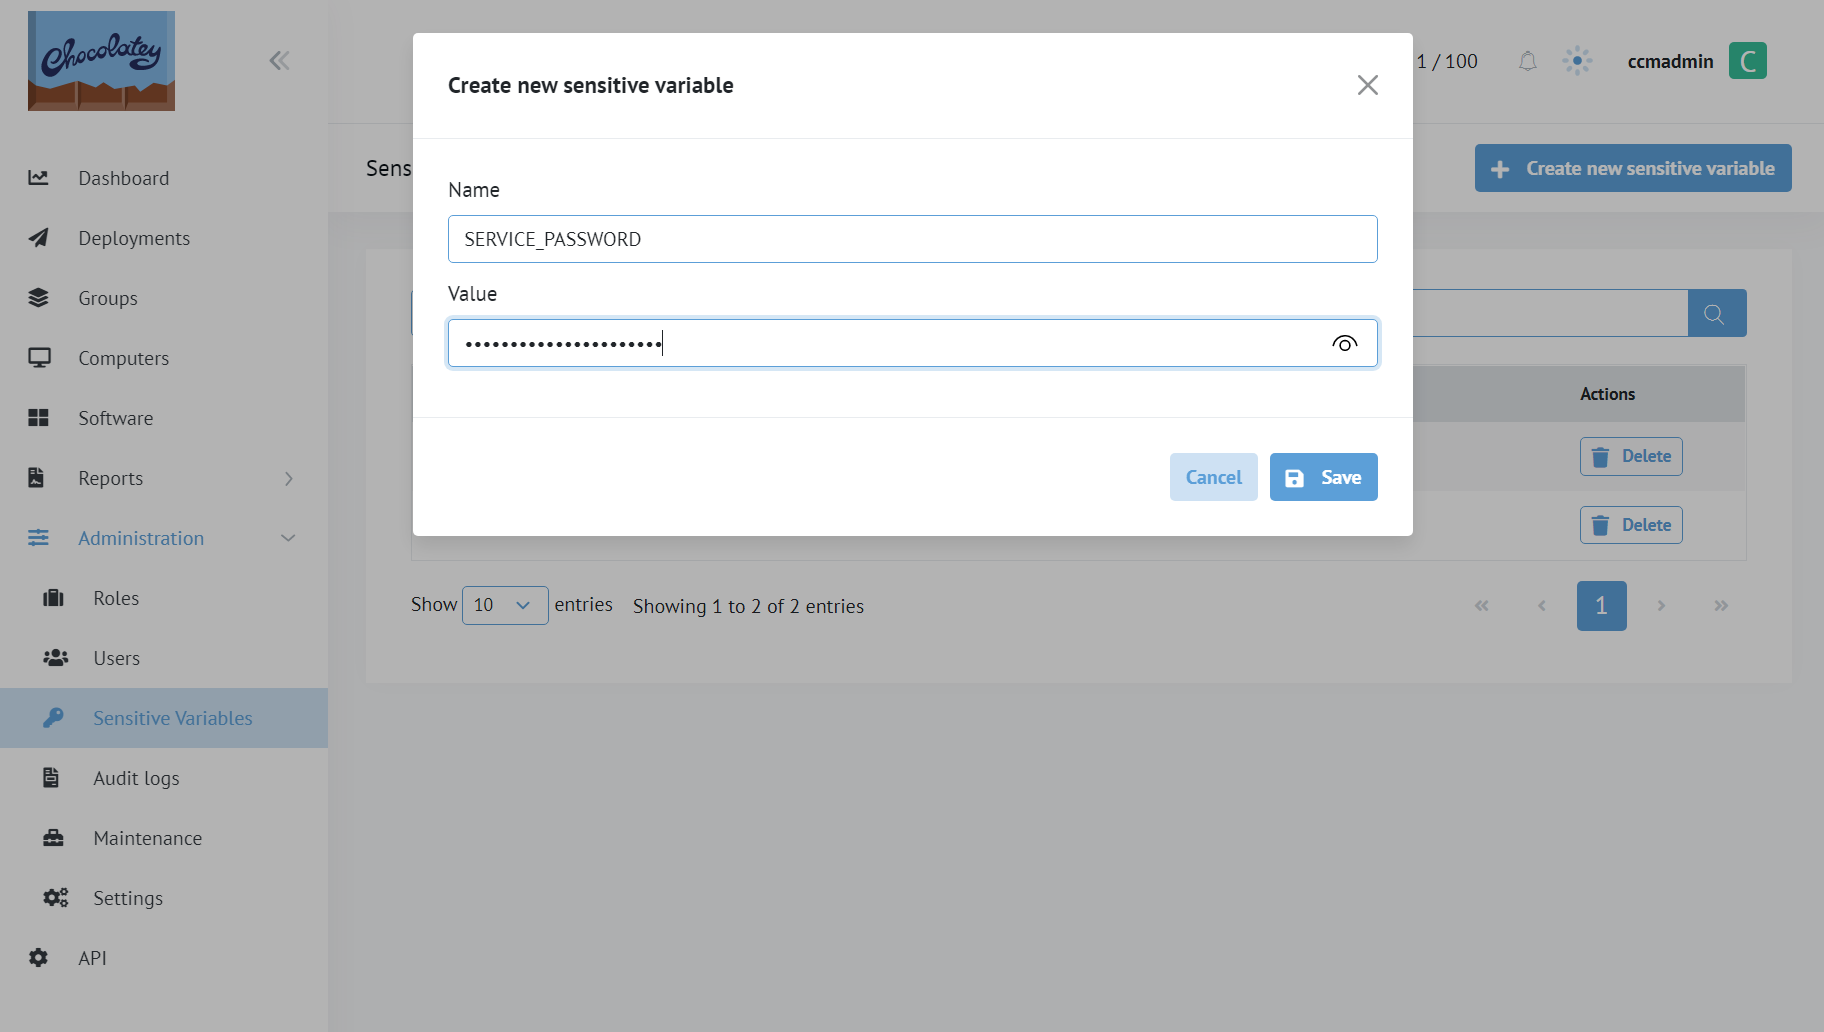 Chocolatey
1 / 100
ccmadmin
C
Dashboard
Deployments
Groups
Computers
Software
Reports
Administration
Roles
Users
Sensitive Variables
Audit logs
Maintenance
Settings
API
Sens
Create new sensitive variable
Create new sensitive variable
Name
SERVICE_PASSWORD
Value
••••••••••••••••••••••
Cancel
Save
Actions
Delete
Delete
Show 10 entries Showing 1 to 2 of 2 entries
« ‹ 1 › »